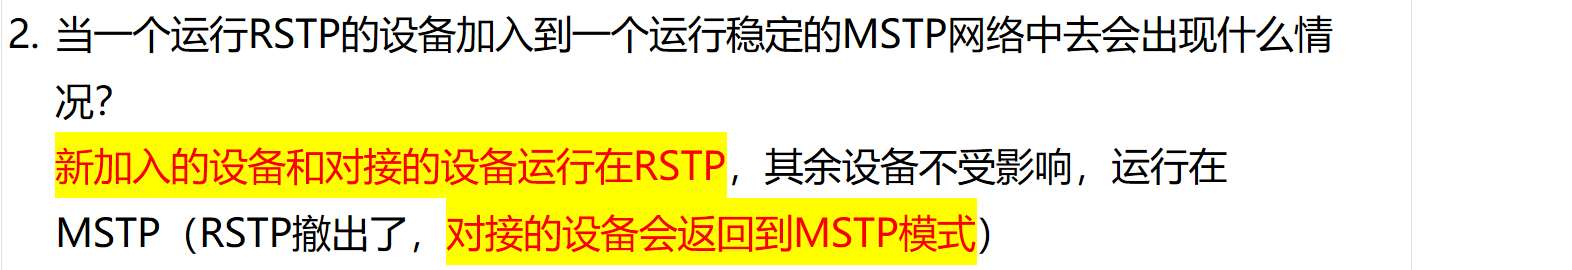 2. 当一个运行RSTP的设备加入到一个运行稳定的MSTP网络中去会出现什么情
况？
新加入的设备和对接的设备运行在RSTP，其余设备不受影响，运行在
MSTP（RSTP撤出了，对接的设备会返回到MSTP模式）